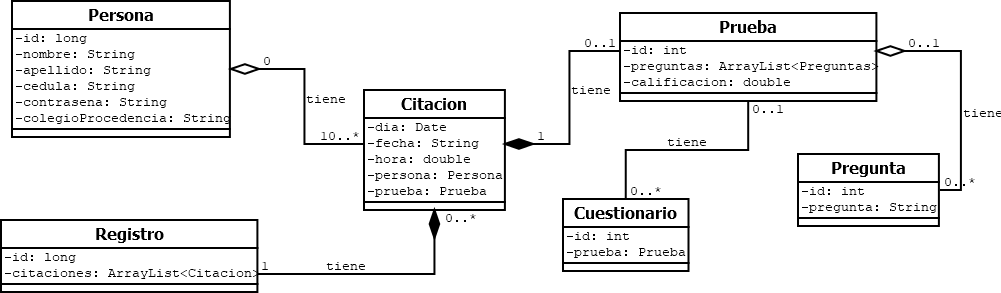 Persona
-id: long
-nombre: String
-apellido: String
-cedula: String
-contrasena: String
-colegioProcedencia: String
0
tiene
10..*
Citacion
-dia: Date
-fecha: String
-hora: double
-persona: Persona
-prueba: Prueba
1
tiene
0..1
Prueba
-id: int
-preguntas: ArrayList<Preguntas>
-calificacion: double
0..1
tiene
0..*
Pregunta
-id: int
-pregunta: String
0..1
tiene
0..*
Cuestionario
-id: int
-prueba: Prueba
0..*
tiene
1
Registro
-id: long
-citaciones: ArrayList<Citacion>